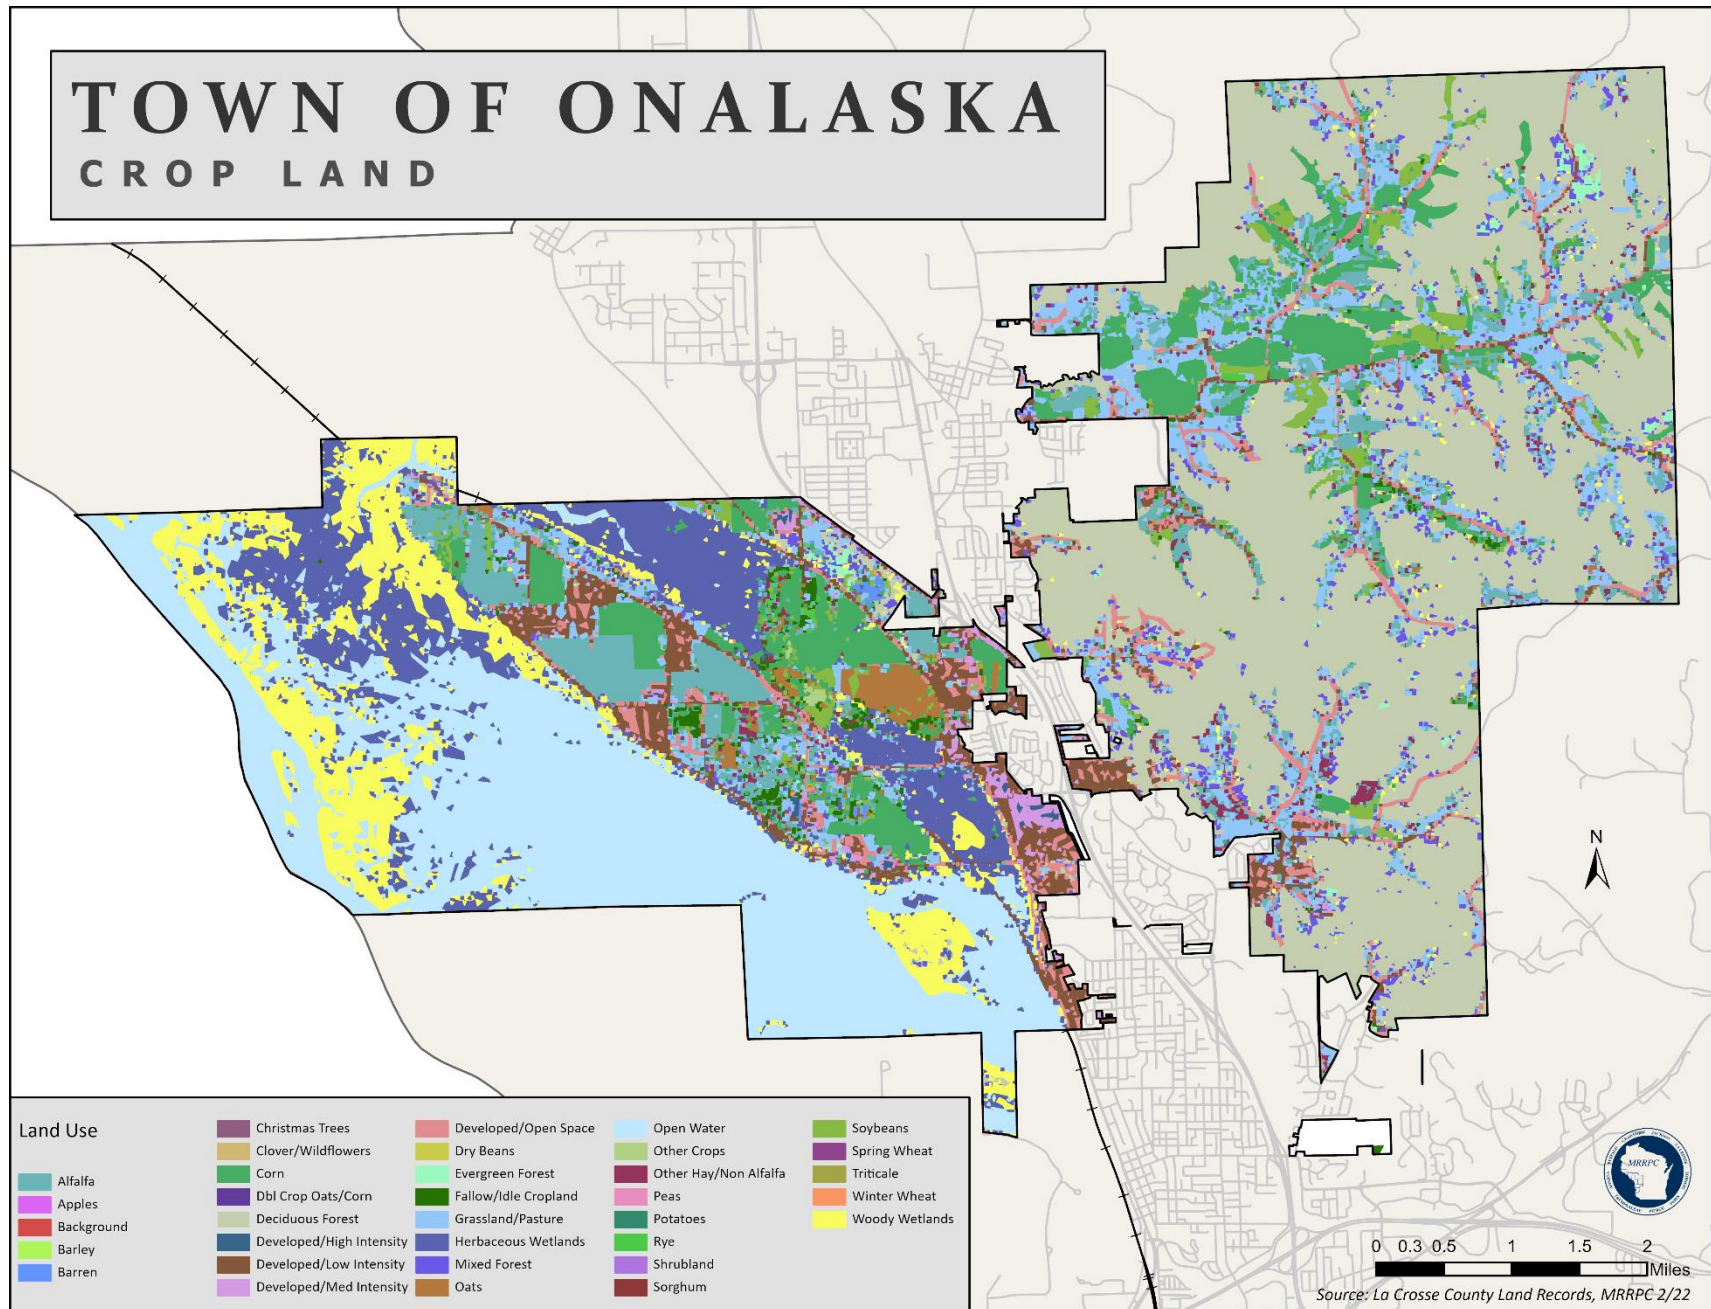 TOWN OF ONALASKA
CROP LAND
N
Land Use
Alfalfa
Apples
Background
Barley
Barren
Christmas Trees
Clover/Wildflowers
Corn
Dbl Crop Oats/Corn
Deciduous Forest
Developed/High Intensity
Developed/Low Intensity
Developed/Med Intensity
Developed/Open Space
Dry Beans
Evergreen Forest
Fallow/Idle Cropland
Grassland/Pasture
Herbaceous Wetlands
Mixed Forest
Oats
Open Water
Other Crops
Other Hay/Non Alfalfa
Peas
Potatoes
Rye
Shrubland
Sorghum
Soybeans
Spring Wheat
Triticale
Winter Wheat
Woody Wetlands
MRRPC
0 0.3 0.5 1 1.5 2
Miles
Source: La Crosse County Land Records, MRRPC 2/22